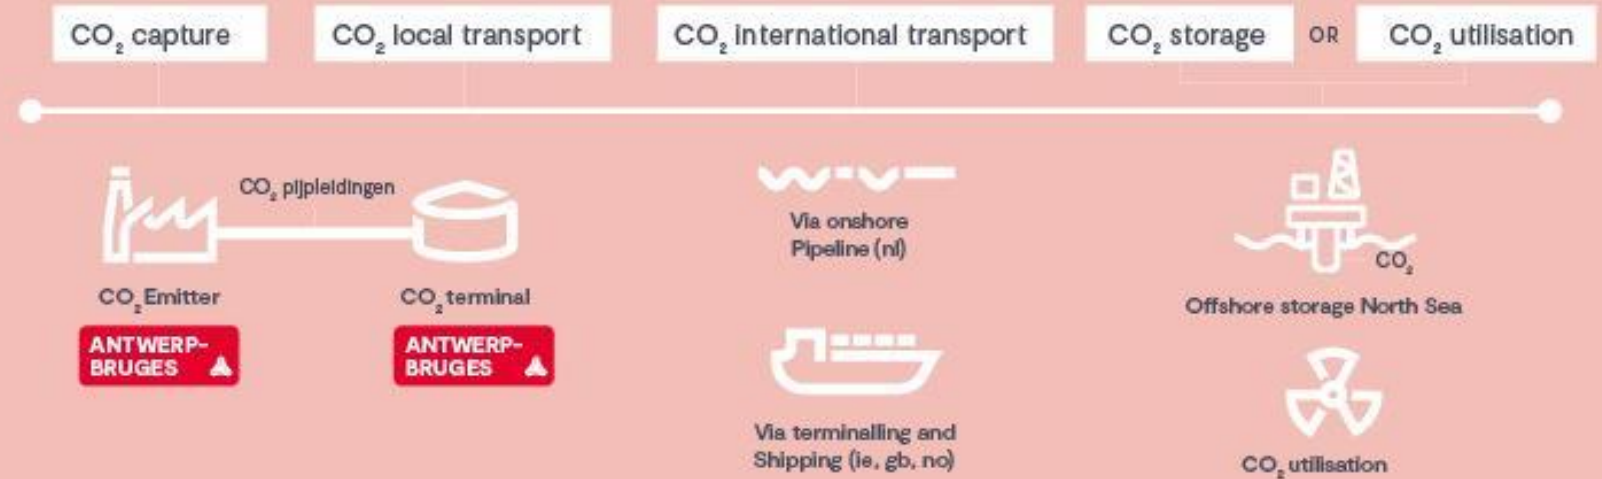 CO₂ capture
CO₂ local transport
CO₂ international transport
CO₂ storage
OR
CO₂ utilisation
CO₂ pijpleidingen
CO₂ Emitter
ANTWERP-
BRUGES
CO₂ terminal
ANTWERP-
BRUGES
Via onshore
Pipeline (nl)
Via terminalling and
Shipping (ie, gb, no)
CO₂
Offshore storage North Sea
CO₂ utilisation